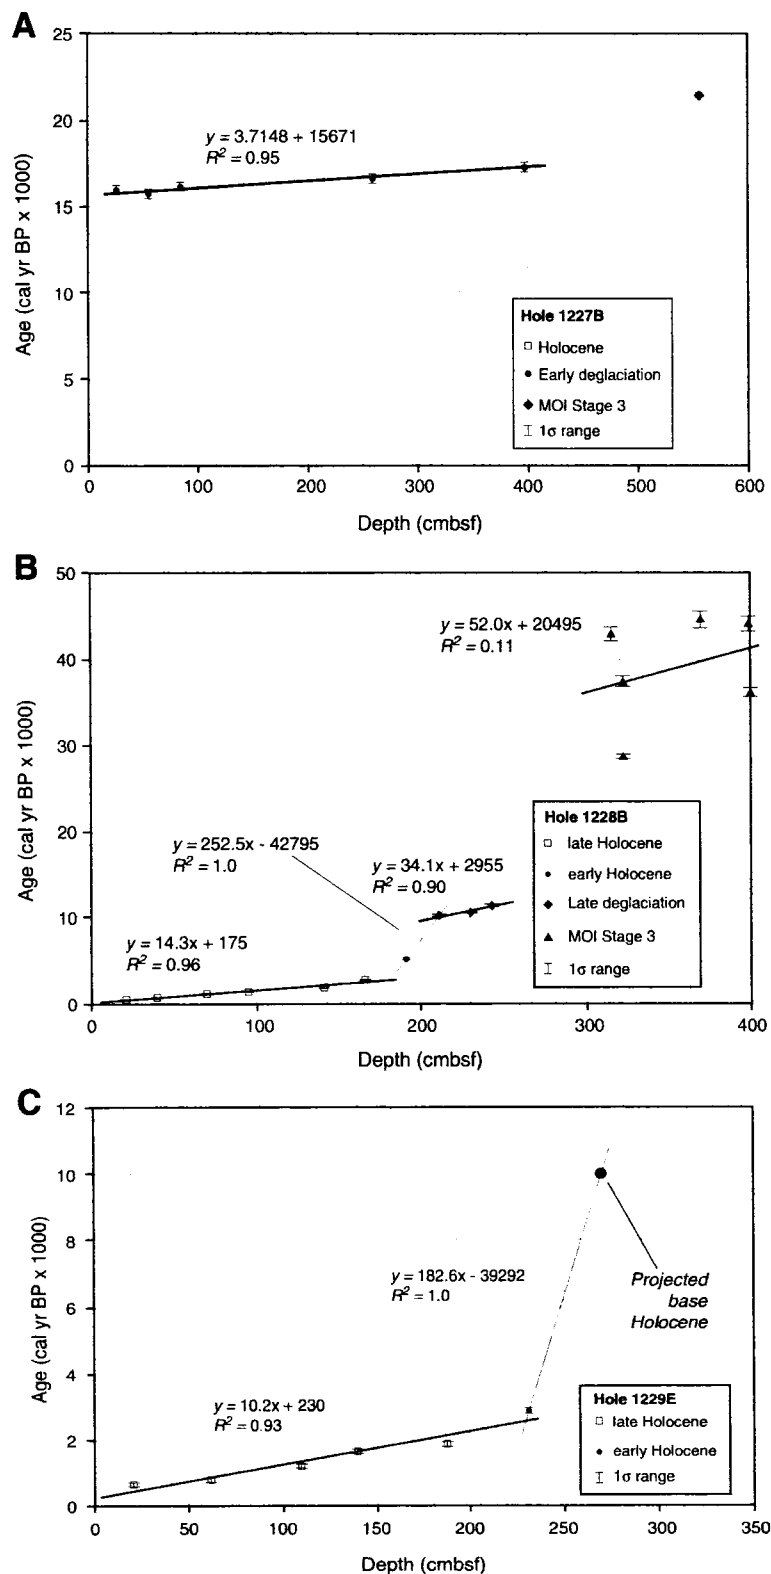 A
25
20
15
10
5
0
Age (cal yr BP x 1000)
y = 3.7148 + 15671
R² = 0.95
Hole 1227B
Holocene
Early deglaciation
MOI Stage 3
1σ range
0 100 200 300 400 500 600
Depth (cmbsf)
B
50
40
30
20
10
0
Age (cal yr BP x 1000)
y = 52.0x + 20495
R² = 0.11
y = 252.5x - 42795
R² = 1.0
y = 34.1x + 2955
R² = 0.90
y = 14.3x + 175
R² = 0.96
Hole 1228B
late Holocene
early Holocene
Late deglaciation
MOI Stage 3
1σ range
0 100 200 300 400
Depth (cmbsf)
C
12
10
8
6
4
2
0
Age (cal yr BP x 1000)
y = 182.6x - 39292
R² = 1.0
Projected
base
Holocene
y = 10.2x + 230
R² = 0.93
Hole 1229E
late Holocene
early Holocene
1σ range
0 50 100 150 200 250 300 350
Depth (cmbsf)